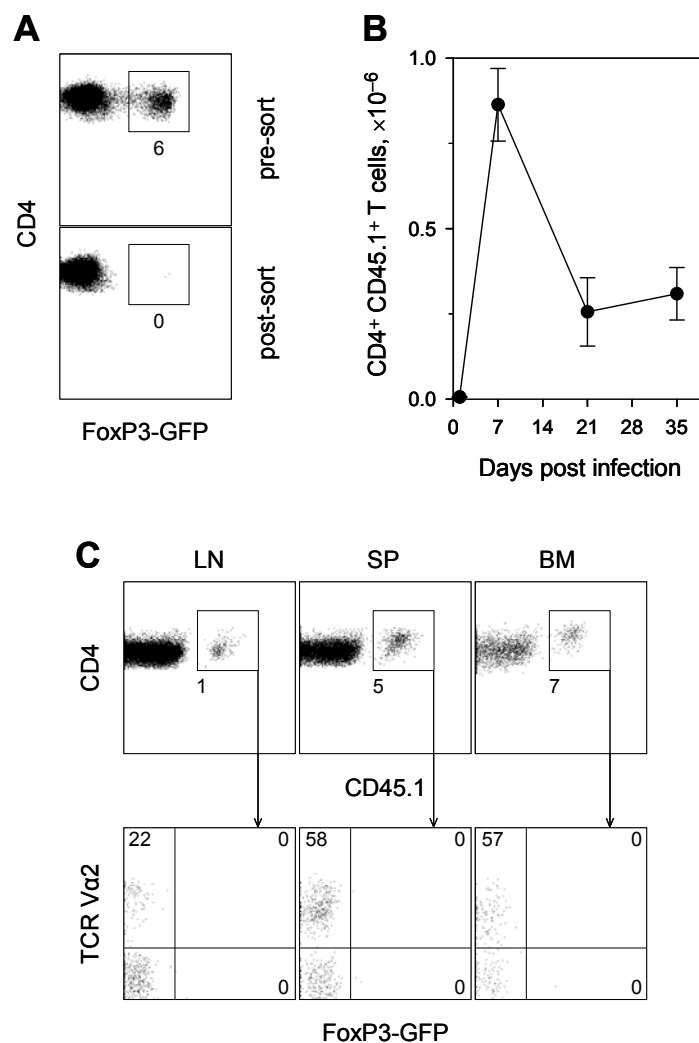 A
B
6
pre-sort
CD4
0
post-sort
FoxP3-GFP
CD4⁺ CD45.1⁺ T cells, ×10⁻⁶
1.0
0.5
0.0
0 7 14 21 28 35
Days post infection
C
LN SP BM
CD4
1 5 7
CD45.1
22 0 58 0 57 0
TCR Vα2
0 0 0
FoxP3-GFP